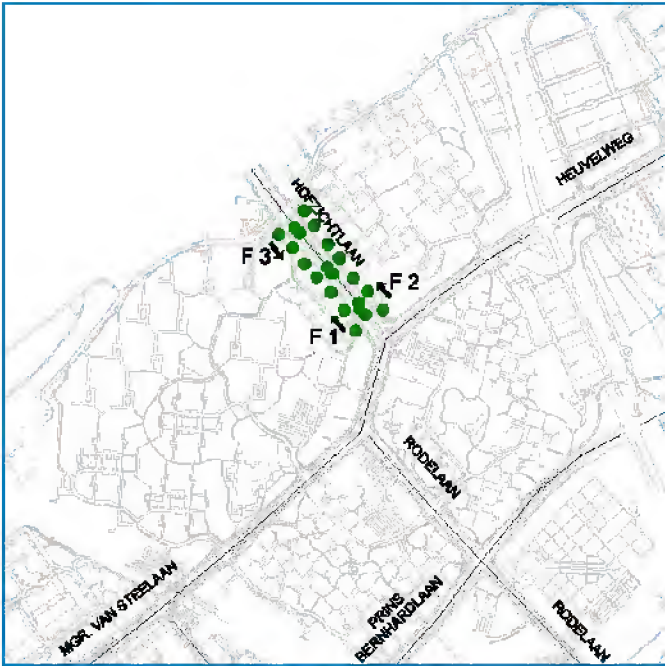 HEUVELWEG
HOFZICHTLAAN
F 3
F 2
F 1
RODELAAN
MGR. VAN STEELAAN
PRINS
BERNHARDLAAN
RODELAAN